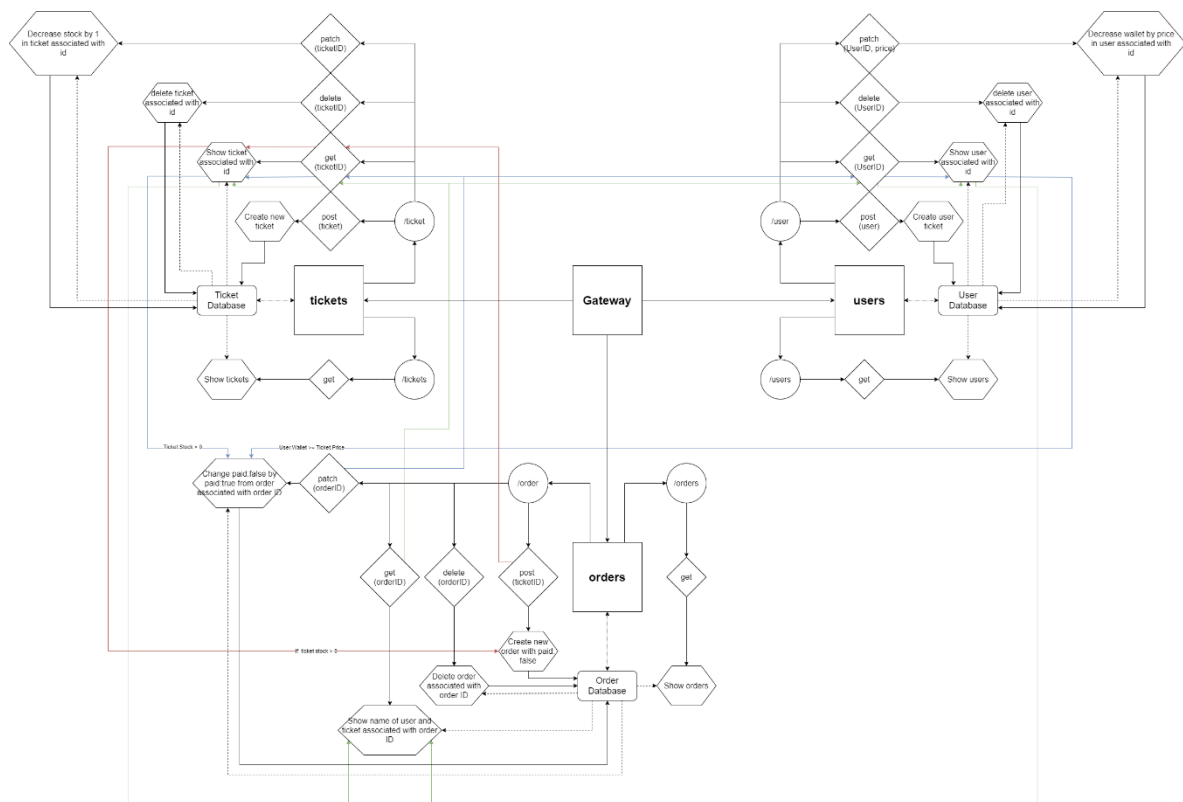 Decrease stock by 1
in ticket associated with
id
patch
(ticketID)
patch
(UserID, price)
Decrease wallet by price
in user associated with
id
delete ticket
associated with
id
delete
(ticketID)
delete
(UserID)
delete user
associated with
id
Show ticket
associated with
id
get
(ticketID)
get
(UserID)
Show user
associated with
id
Create new
ticket
post
(ticket)
/ticket
/user
post
(user)
Create user
ticket
Ticket
Database
tickets
Gateway
users
User
Database
Show tickets
get
/tickets
/users
get
Show users
Ticket Stock > 0
User.Wallet >= Ticket Price
Change paid:false by
paid:true from order
associated with order ID
patch
(orderID)
/order
/orders
get
(orderID)
delete
(orderID)
post
(ticketID)
orders
get
If ticket stock > 0
Create new
order with paid:
false
Delete order
associated with
order ID
Order
Database
Show orders
Show name of user and
ticket associated with order
ID